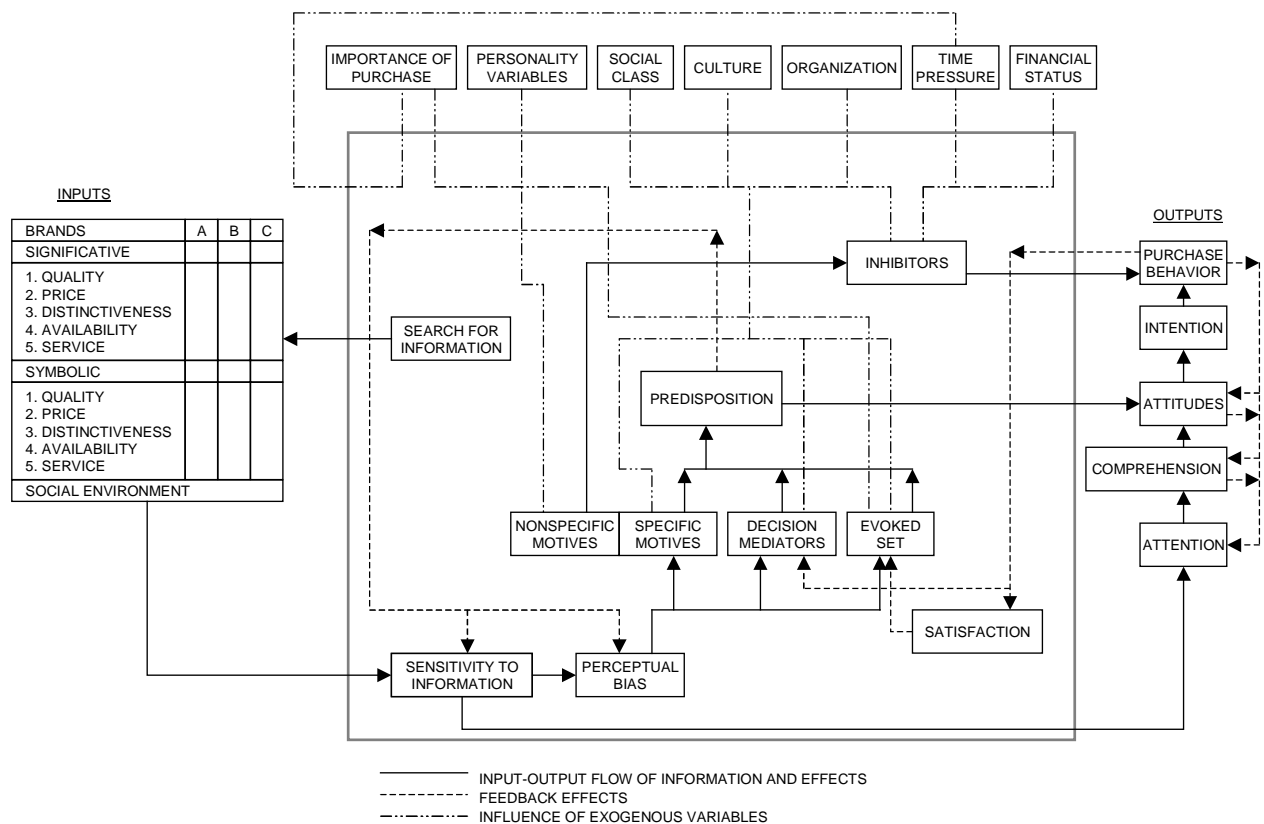 IMPORTANCE OF
PURCHASE
PERSONALITY
VARIABLES
SOCIAL
CLASS
CULTURE
ORGANIZATION
TIME
PRESSURE
FINANCIAL
STATUS
INPUTS
BRANDS A B C
SIGNIFICATIVE
1. QUALITY
2. PRICE
3. DISTINCTIVENESS
4. AVAILABILITY
5. SERVICE
SYMBOLIC
1. QUALITY
2. PRICE
3. DISTINCTIVENESS
4. AVAILABILITY
5. SERVICE
SOCIAL ENVIRONMENT
SEARCH FOR
INFORMATION
INHIBITORS
PREDISPOSITION
NONSPECIFIC
MOTIVES
SPECIFIC
MOTIVES
DECISION
MEDIATORS
EVOKED
SET
SATISFACTION
SENSITIVITY TO
INFORMATION
PERCEPTUAL
BIAS
OUTPUTS
PURCHASE
BEHAVIOR
INTENTION
ATTITUDES
COMPREHENSION
ATTENTION
INPUT-OUTPUT FLOW OF INFORMATION AND EFFECTS
FEEDBACK EFFECTS
INFLUENCE OF EXOGENOUS VARIABLES